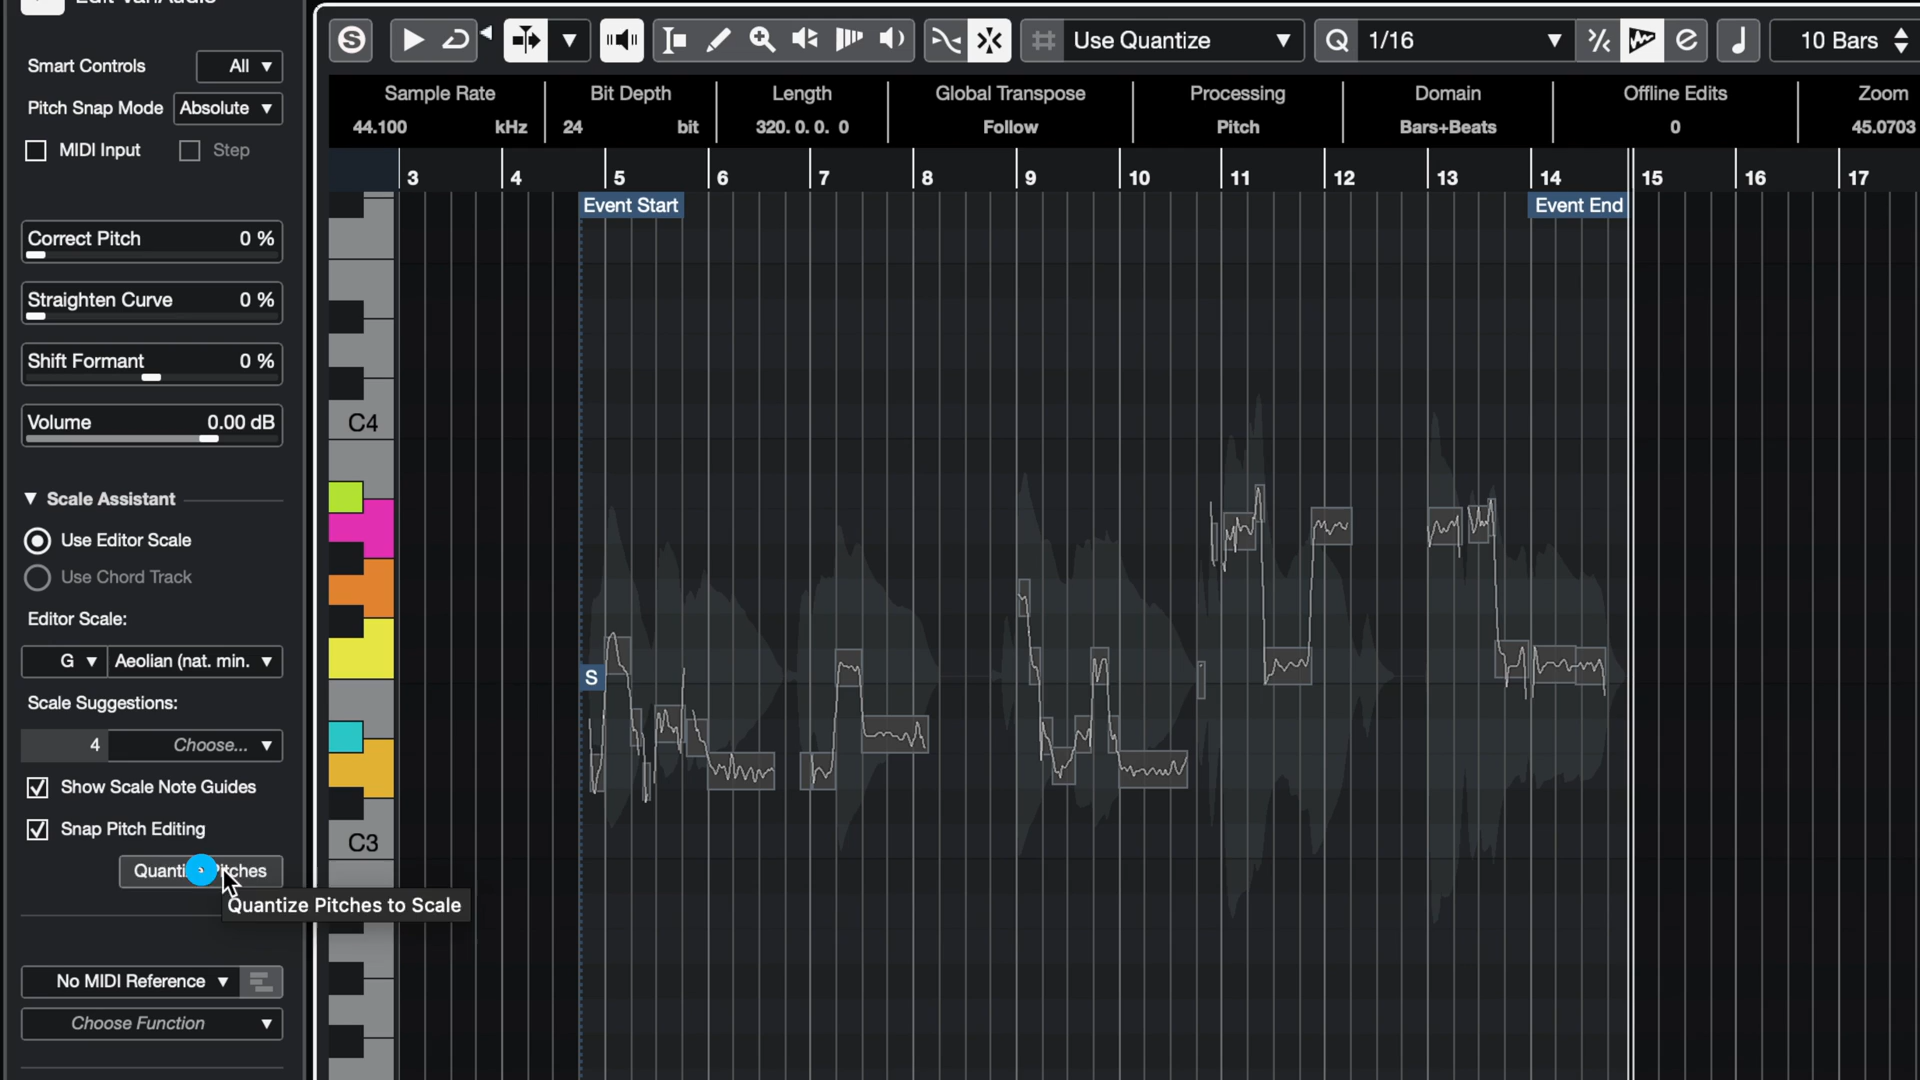 Edit VariAudio
Smart Controls All
Pitch Snap Mode Absolute
MIDI Input Step
Correct Pitch 0 %
Straighten Curve 0 %
Shift Formant 0 %
Volume 0.00 dB
Scale Assistant
Use Editor Scale
Use Chord Track
Editor Scale:
G Aeolian (nat. min.
Scale Suggestions:
4 Choose...
Show Scale Note Guides
Snap Pitch Editing
Quanti Pitches
Quantize Pitches to Scale
No MIDI Reference
Choose Function
S Use Quantize Q 1/16 e 10 Bars
Sample Rate Bit Depth Length Global Transpose Processing Domain Offline Edits Zoom
44.100 kHz 24 bit 320. 0. 0. 0 Follow Pitch Bars+Beats 0 45.0703
3 4 5 6 7 8 9 10 11 12 13 14 15 16 17
Event Start Event End
C4
S
C3